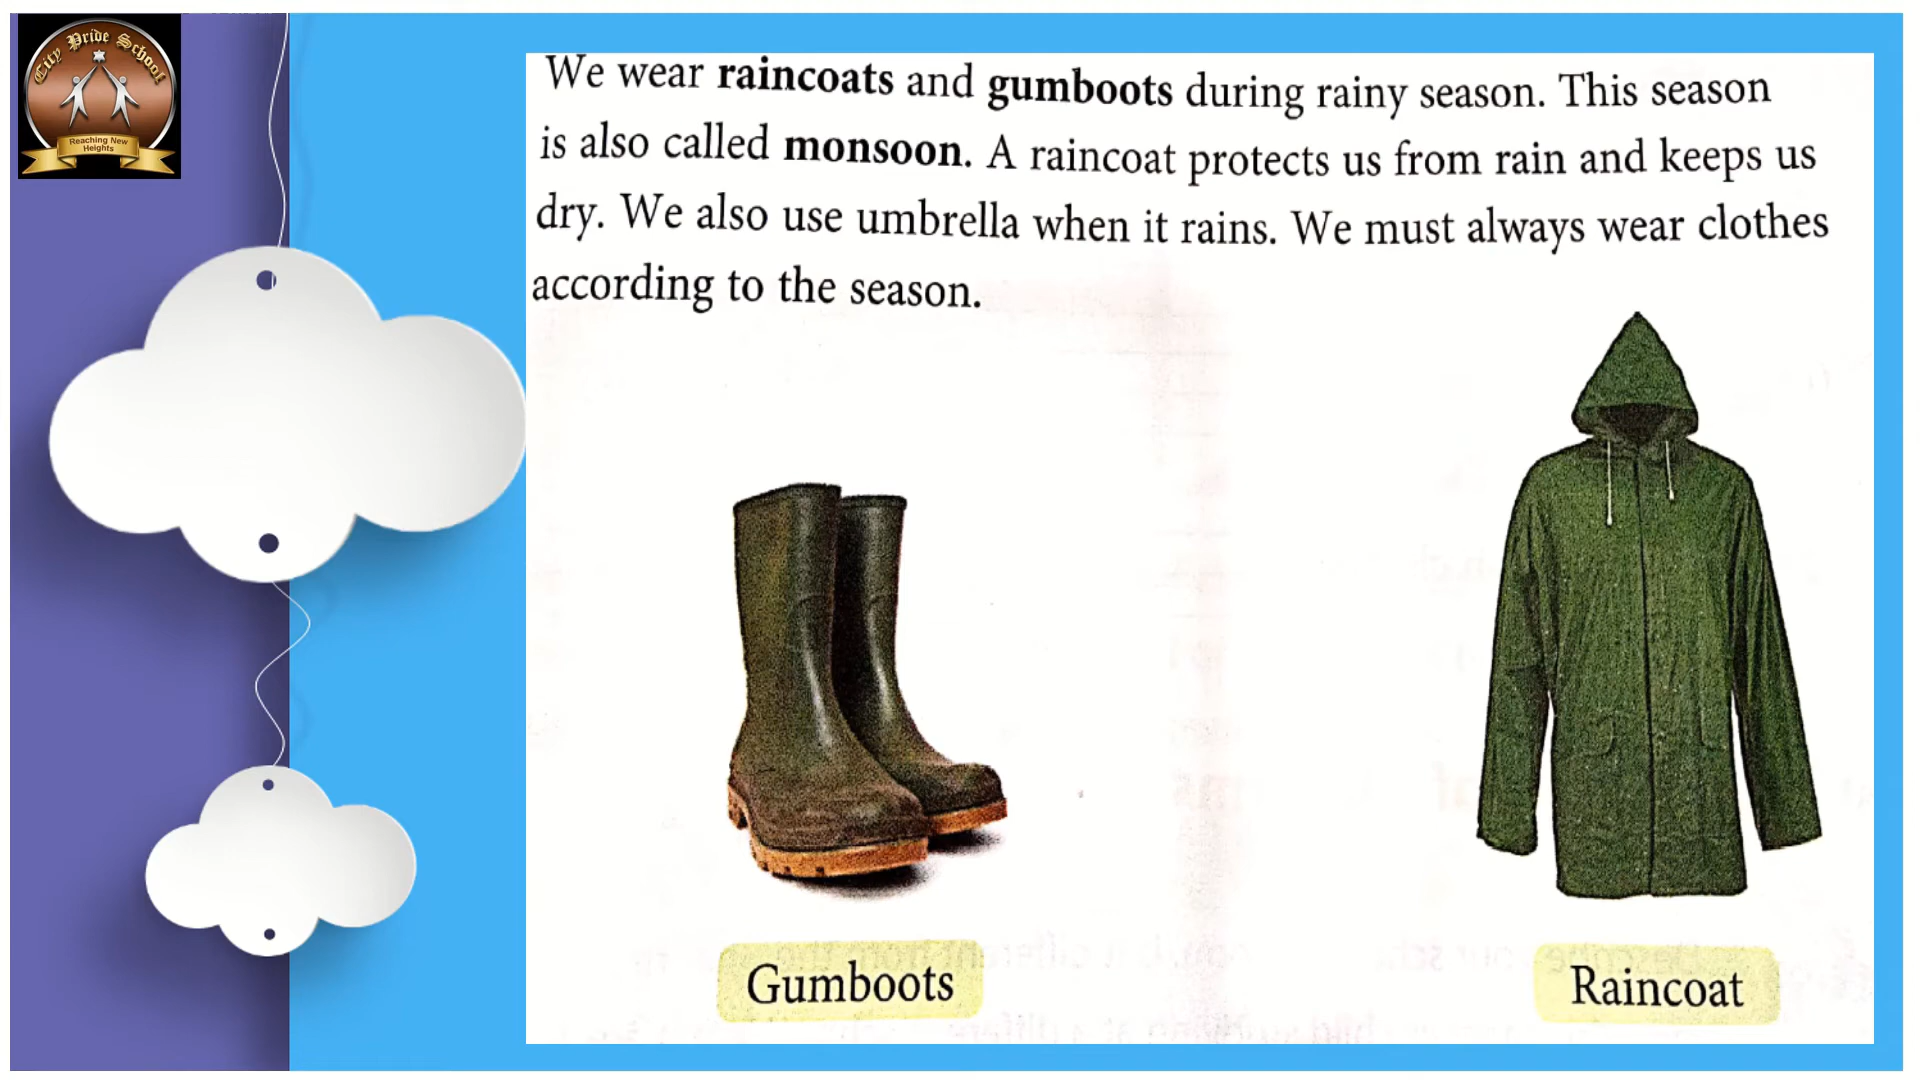 City Pride School
Reaching New
Heights
We wear raincoats and gumboots during rainy season. This season
is also called monsoon. A raincoat protects us from rain and keeps us
dry. We also use umbrella when it rains. We must always wear clothes
according to the season.
Gumboots
Raincoat